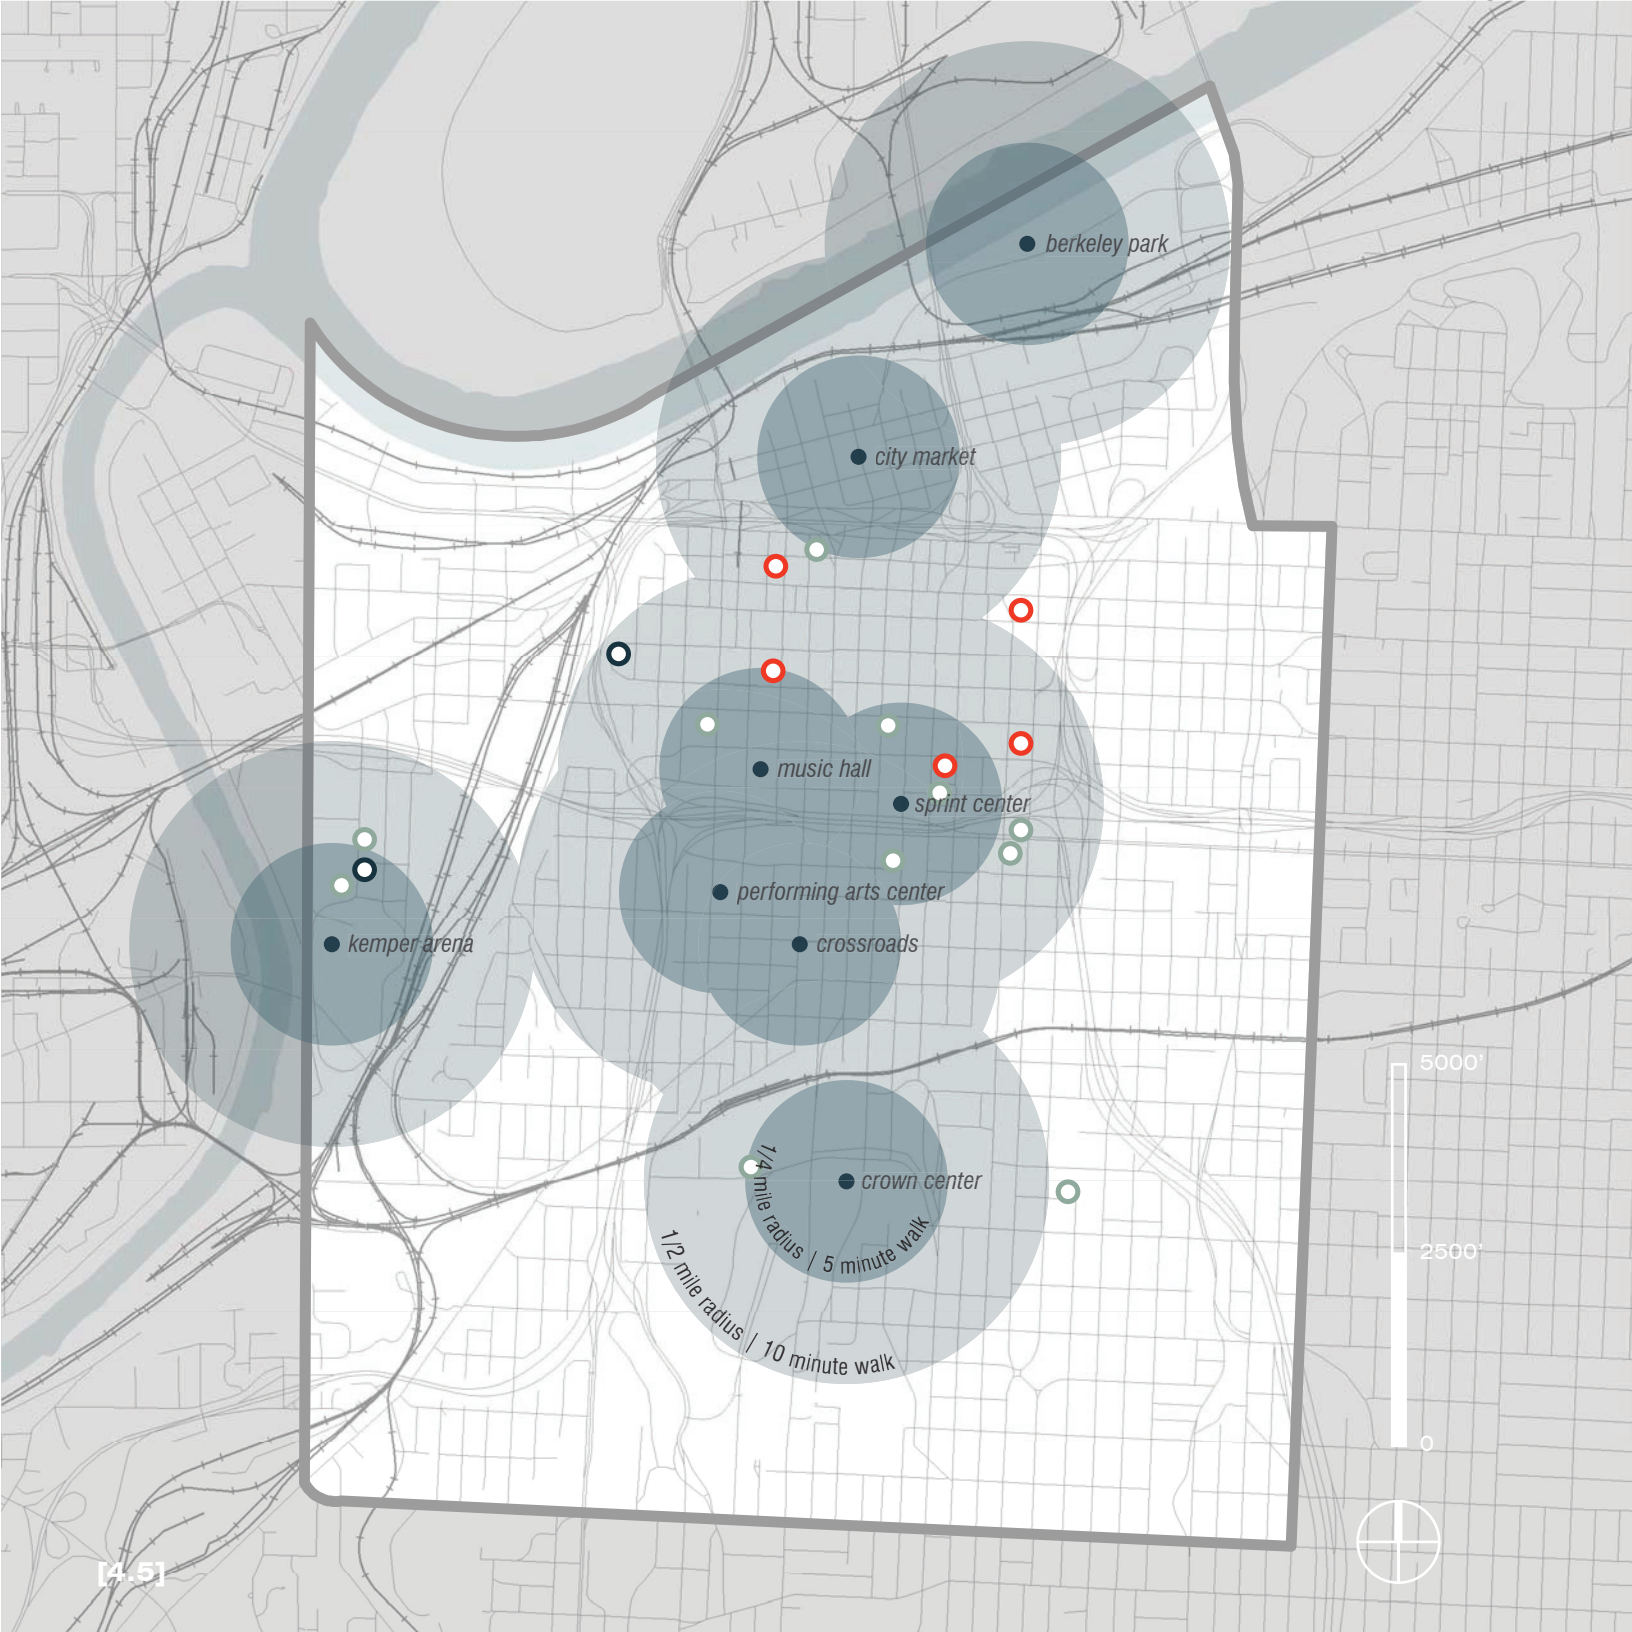 berkeley park
city market
music hall
sprint center
performing arts center
kemper arena
crossroads
crown center
1/4 mile radius / 5 minute walk
1/2 mile radius / 10 minute walk
5000'
2500'
0
[4.5]